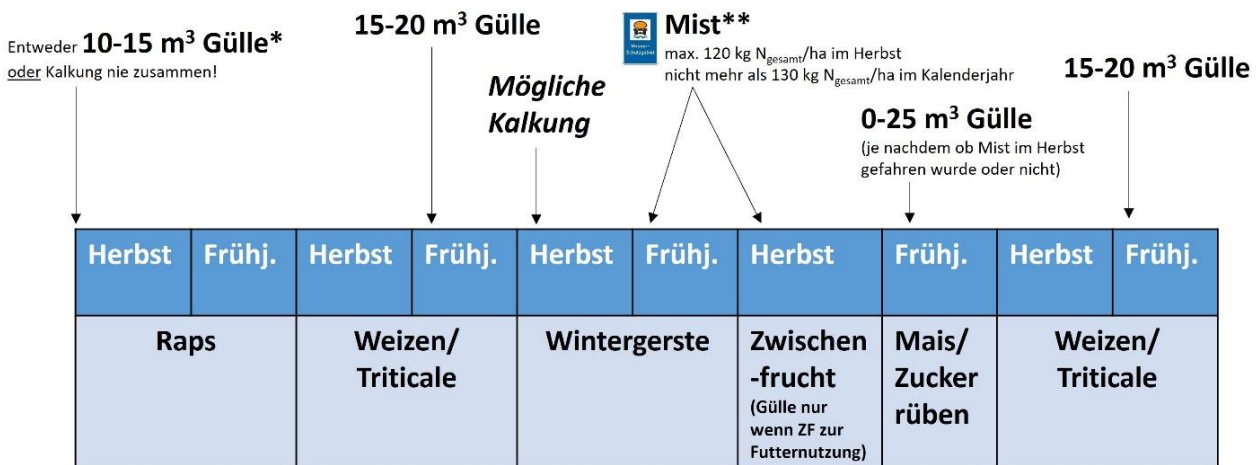 Entweder 10-15 m³ Gülle*
oder Kalkung nie zusammen!
15-20 m³ Gülle
Mögliche
Kalkung
Wasser-
Schutzgebiet
Mist**
max. 120 kg Ngesamt/ha im Herbst
nicht mehr als 130 kg Ngesamt/ha im Kalenderjahr
0-25 m³ Gülle
(je nachdem ob Mist im Herbst
gefahren wurde oder nicht)
15-20 m³ Gülle
Herbst Frühj. Herbst Frühj. Herbst Frühj. Herbst Frühj. Herbst Frühj.
Raps
Weizen/
Triticale
Wintergerste
Zwischen
-frucht
(Gülle nur
wenn ZF zur
Futternutzung)
Mais/
Zucker
rüben
Weizen/
Triticale